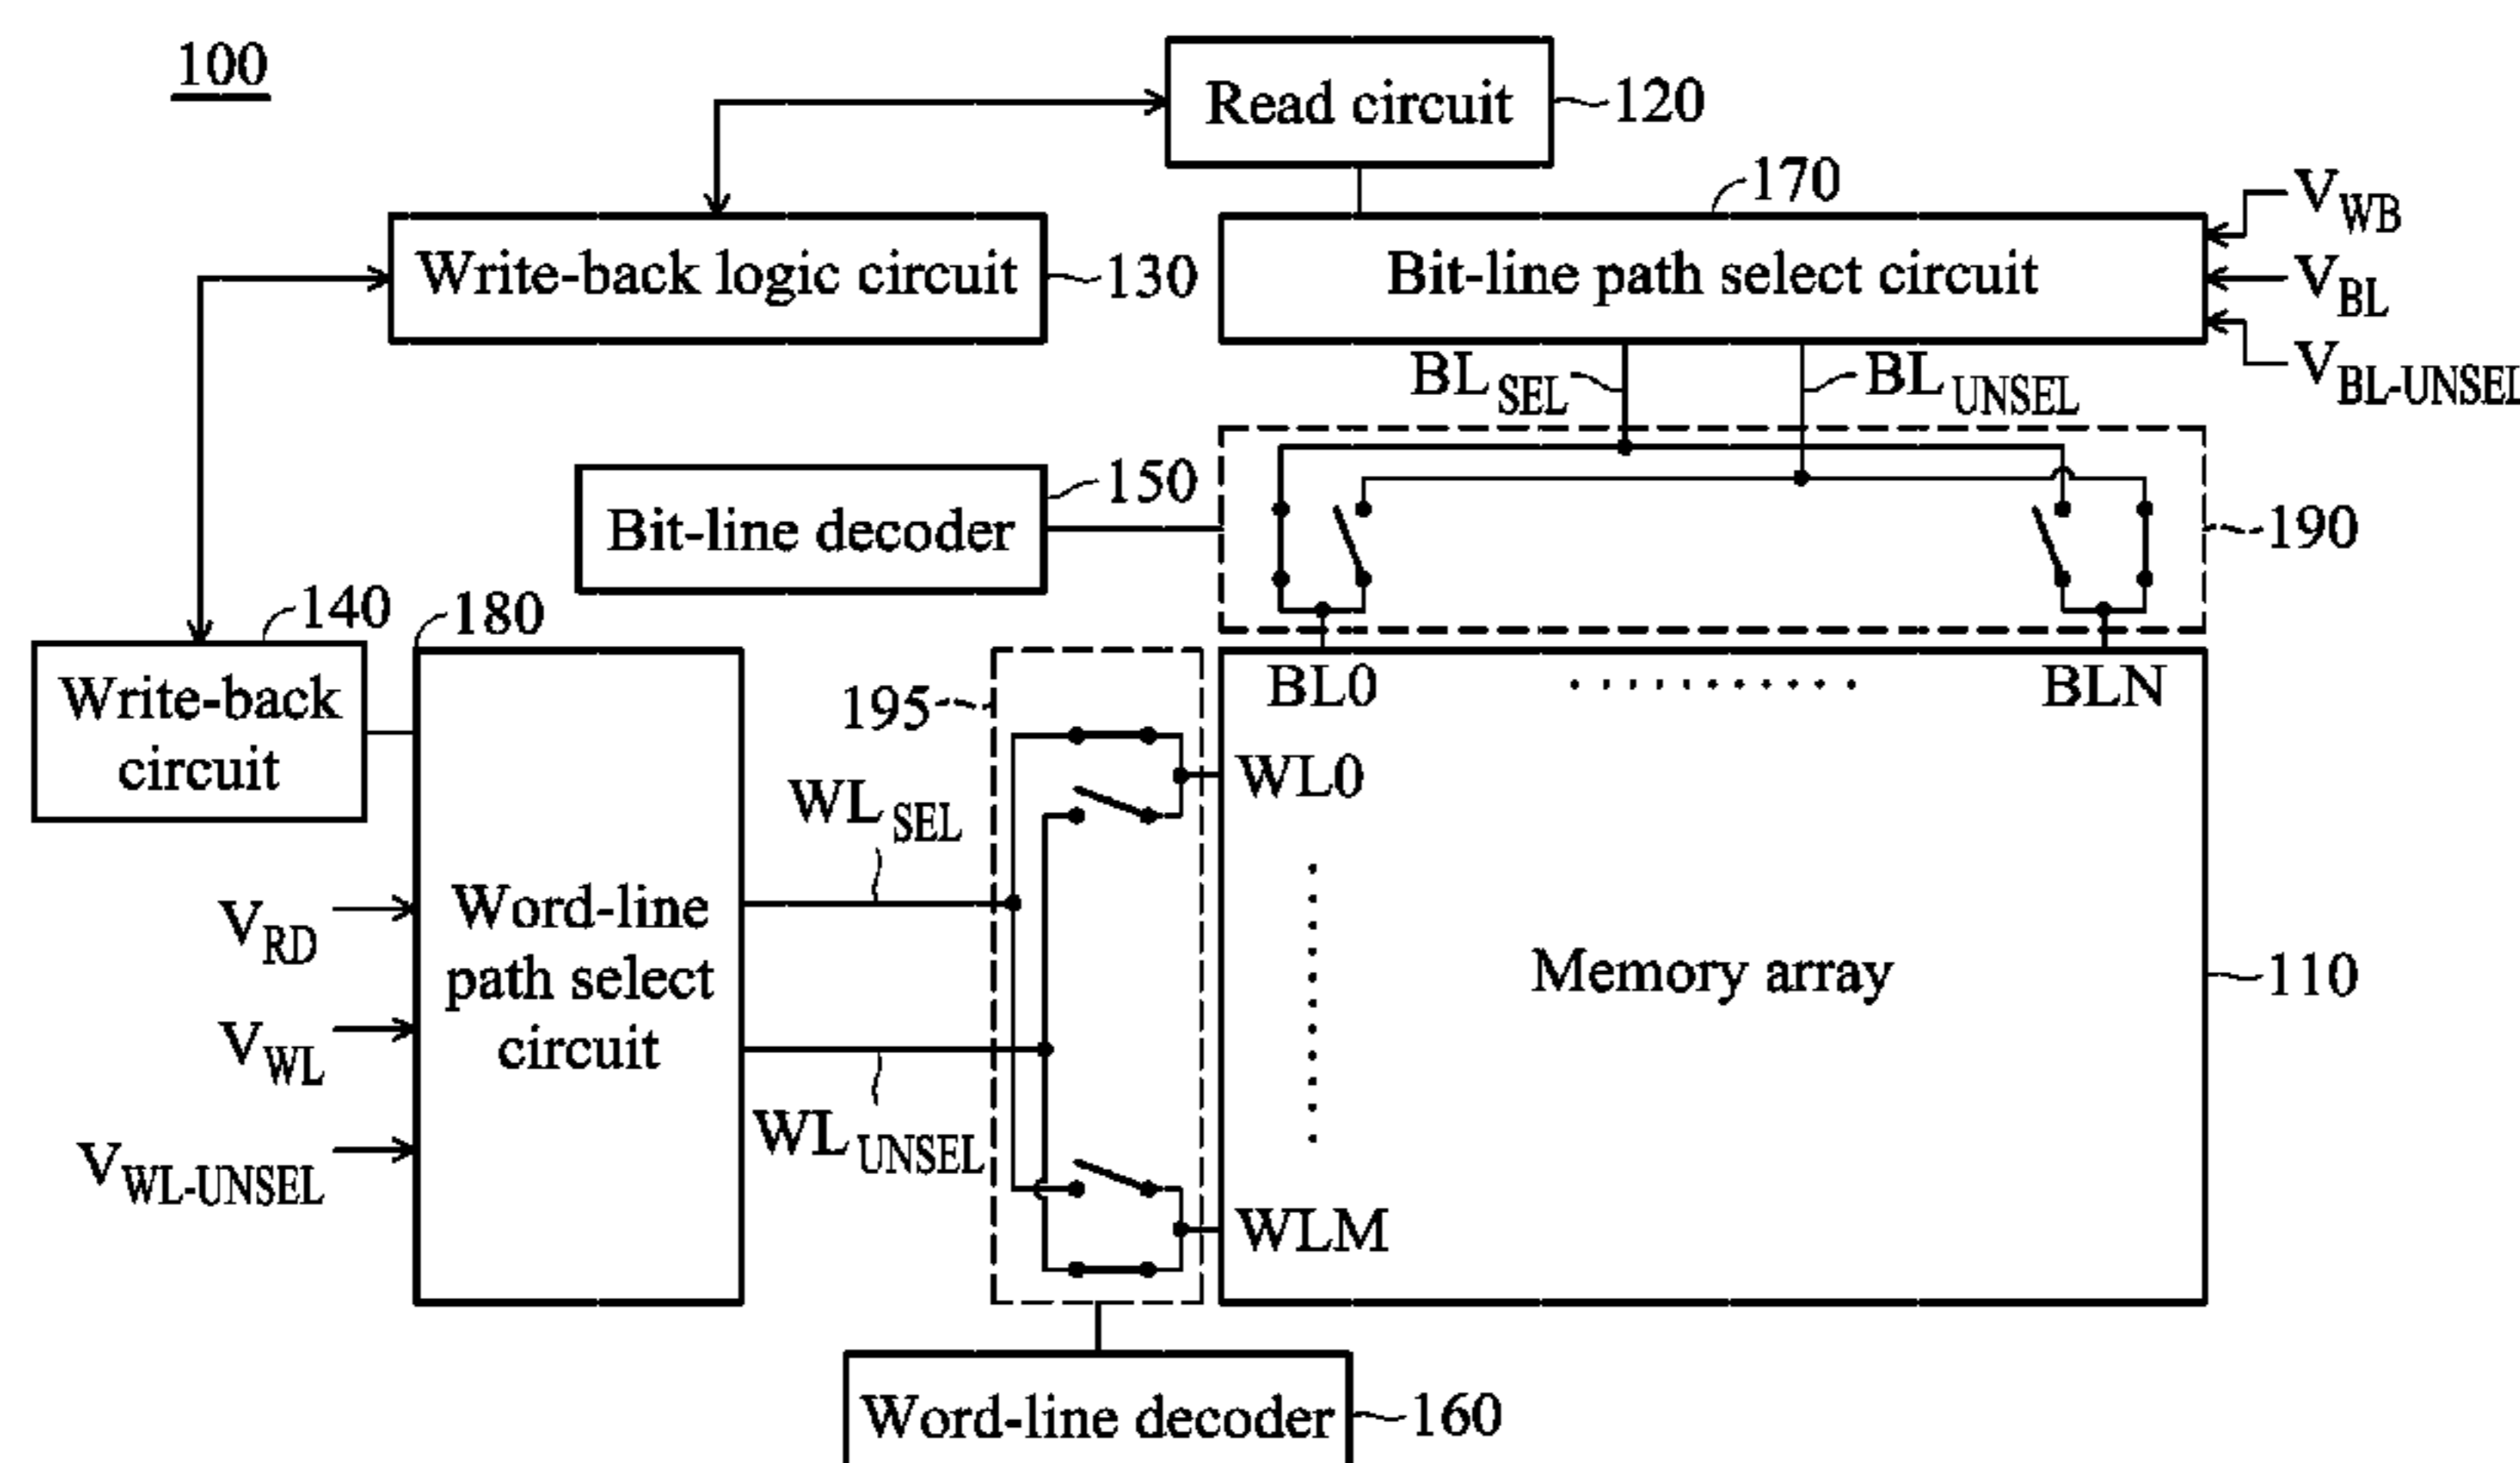 100
Read circuit
120
170
Write-back logic circuit
130
Bit-line path select circuit
VWB
VBL
VBL-UNSEL
BLSEL
BLUNSEL
150
Bit-line decoder
190
140
180
Write-back
circuit
195
BL0 . . . . . . . . . . . BLN
WL0
WLSEL
VRD
VWL
VWL-UNSEL
Word-line
path select
circuit
WLUNSEL
Memory array
110
WLM
Word-line decoder
160